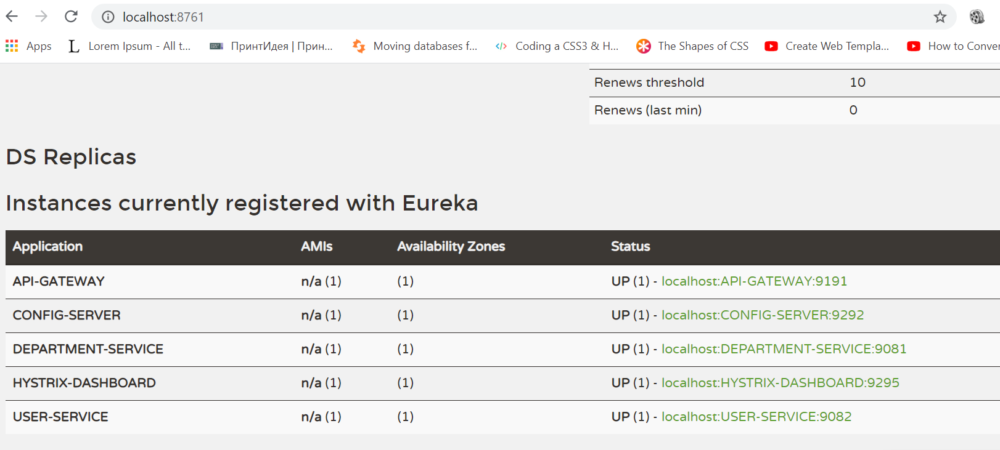 localhost:8761
Apps Lorem Ipsum - All t... ПринтИдея | Прин... Moving databases f... Coding a CSS3 & H... The Shapes of CSS Create Web Templa... How to Conver
Renews threshold 10
Renews (last min) 0
DS Replicas
Instances currently registered with Eureka
Application AMIs Availability Zones Status
API-GATEWAY n/a (1) (1) UP (1) - localhost:API-GATEWAY:9191
CONFIG-SERVER n/a (1) (1) UP (1) - localhost:CONFIG-SERVER:9292
DEPARTMENT-SERVICE n/a (1) (1) UP (1) - localhost:DEPARTMENT-SERVICE:9081
HYSTRIX-DASHBOARD n/a (1) (1) UP (1) - localhost:HYSTRIX-DASHBOARD:9295
USER-SERVICE n/a (1) (1) UP (1) - localhost:USER-SERVICE:9082